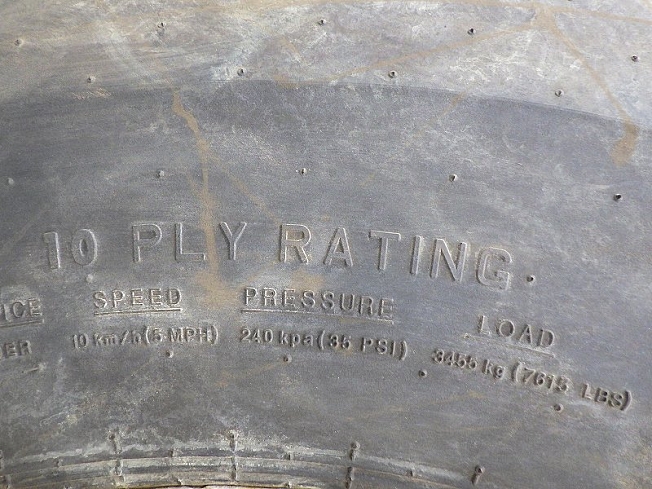 10 PLY RATING
SPEED PRESSURE LOAD
10 km/h (5 MPH) 240 kpa (35 PSI) 3455 kg (7615 LBS)